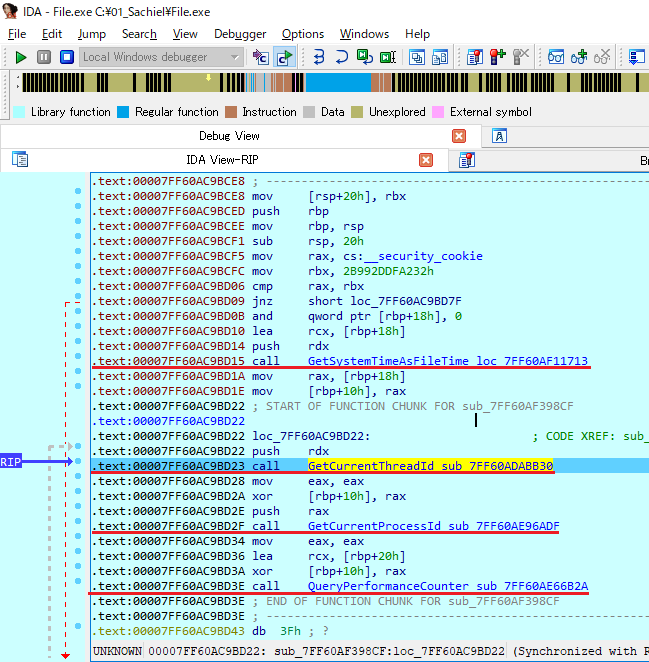 IDA - File.exe C:¥01_Sachiel¥File.exe
File Edit Jump Search View Debugger Options Windows Help
Local Windows debugger
Library function Regular function Instruction Data Unexplored External symbol
Debug View
IDA View-RIP
.text:00007FF60AC9BCE8 ; ---------------------------------------------------------
.text:00007FF60AC9BCE8 mov [rsp+20h], rbx
.text:00007FF60AC9BCED push rbp
.text:00007FF60AC9BCEE mov rbp, rsp
.text:00007FF60AC9BCF1 sub rsp, 20h
.text:00007FF60AC9BCF5 mov rax, cs:__security_cookie
.text:00007FF60AC9BCFC mov rbx, 2B992DDFA232h
.text:00007FF60AC9BD06 cmp rax, rbx
.text:00007FF60AC9BD09 jnz short loc_7FF60AC9BD7F
.text:00007FF60AC9BD0B and qword ptr [rbp+18h], 0
.text:00007FF60AC9BD10 lea rcx, [rbp+18h]
.text:00007FF60AC9BD14 push rdx
.text:00007FF60AC9BD15 call GetSystemTimeAsFileTime_loc_7FF60AF11713
.text:00007FF60AC9BD1A mov rax, [rbp+18h]
.text:00007FF60AC9BD1E mov [rbp+10h], rax
.text:00007FF60AC9BD22 ; START OF FUNCTION CHUNK FOR sub_7FF60AF398CF
.text:00007FF60AC9BD22
.text:00007FF60AC9BD22 loc_7FF60AC9BD22: ; CODE XREF: sub_
.text:00007FF60AC9BD22 push rdx
RIP .text:00007FF60AC9BD23 call GetCurrentThreadId_sub_7FF60ADABB30
.text:00007FF60AC9BD28 mov eax, eax
.text:00007FF60AC9BD2A xor [rbp+10h], rax
.text:00007FF60AC9BD2E push rax
.text:00007FF60AC9BD2F call GetCurrentProcessId_sub_7FF60AE96ADF
.text:00007FF60AC9BD34 mov eax, eax
.text:00007FF60AC9BD36 lea rcx, [rbp+20h]
.text:00007FF60AC9BD3A xor [rbp+10h], rax
.text:00007FF60AC9BD3E call QueryPerformanceCounter_sub_7FF60AE66B2A
.text:00007FF60AC9BD3E ; END OF FUNCTION CHUNK FOR sub_7FF60AF398CF
.text:00007FF60AC9BD3E ; ---------------------------------------------------------
.text:00007FF60AC9BD43 db 3Fh ; ?
UNKNOWN 00007FF60AC9BD22: sub_7FF60AF398CF:loc_7FF60AC9BD22 (Synchronized with R